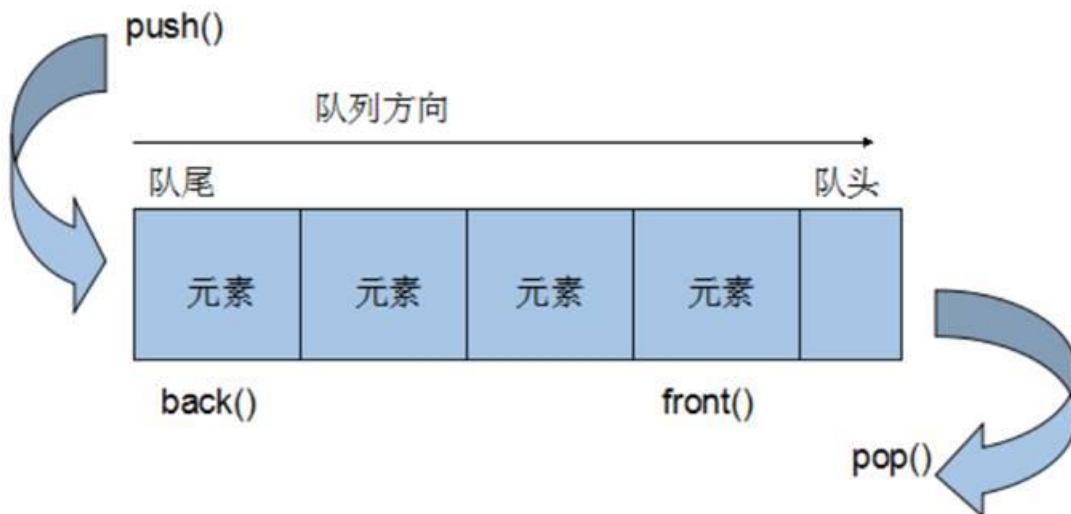 push()
队列方向
队尾 队头
元素 元素 元素 元素
back() front()
pop()